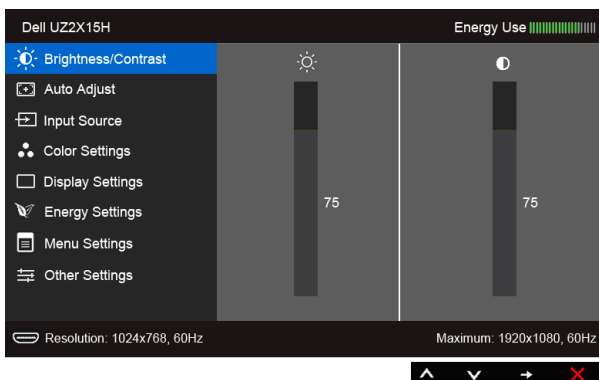 Dell UZ2X15H
Energy Use
Brightness/Contrast
Auto Adjust
Input Source
Color Settings
Display Settings
Energy Settings
Menu Settings
Other Settings
75
75
Resolution: 1024x768, 60Hz
Maximum: 1920x1080, 60Hz